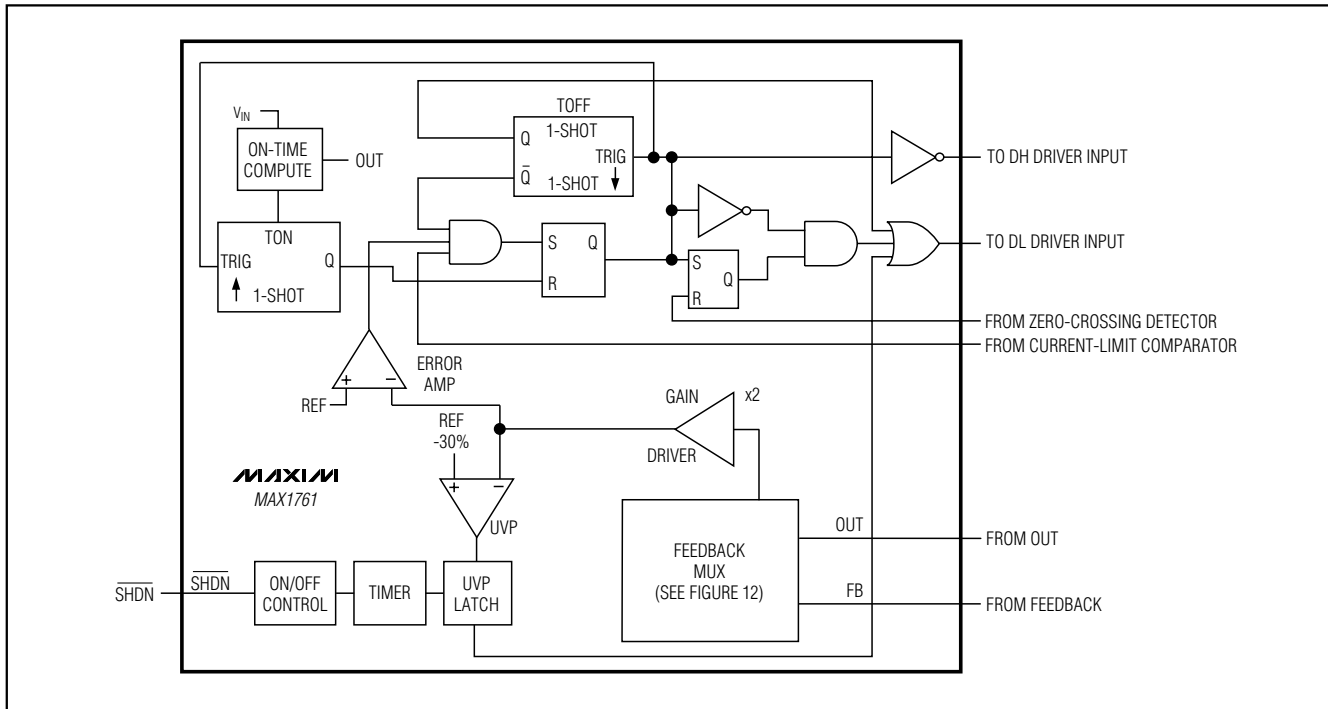 TOFF
1-SHOT
Q
TRIG
Q̅
1-SHOT
TO DH DRIVER INPUT
VIN
ON-TIME
COMPUTE
OUT
TON
TRIG
Q
1-SHOT
S
Q
R
S
Q
R
TO DL DRIVER INPUT
FROM ZERO-CROSSING DETECTOR
FROM CURRENT-LIMIT COMPARATOR
ERROR
AMP
+
−
REF
REF
-30%
GAIN
x2
DRIVER
MAXIM
MAX1761
+
−
UVP
FEEDBACK
MUX
(SEE FIGURE 12)
OUT
FROM OUT
FB
FROM FEEDBACK
S̅H̅D̅N̅
S̅H̅D̅N̅
ON/OFF
CONTROL
TIMER
UVP
LATCH